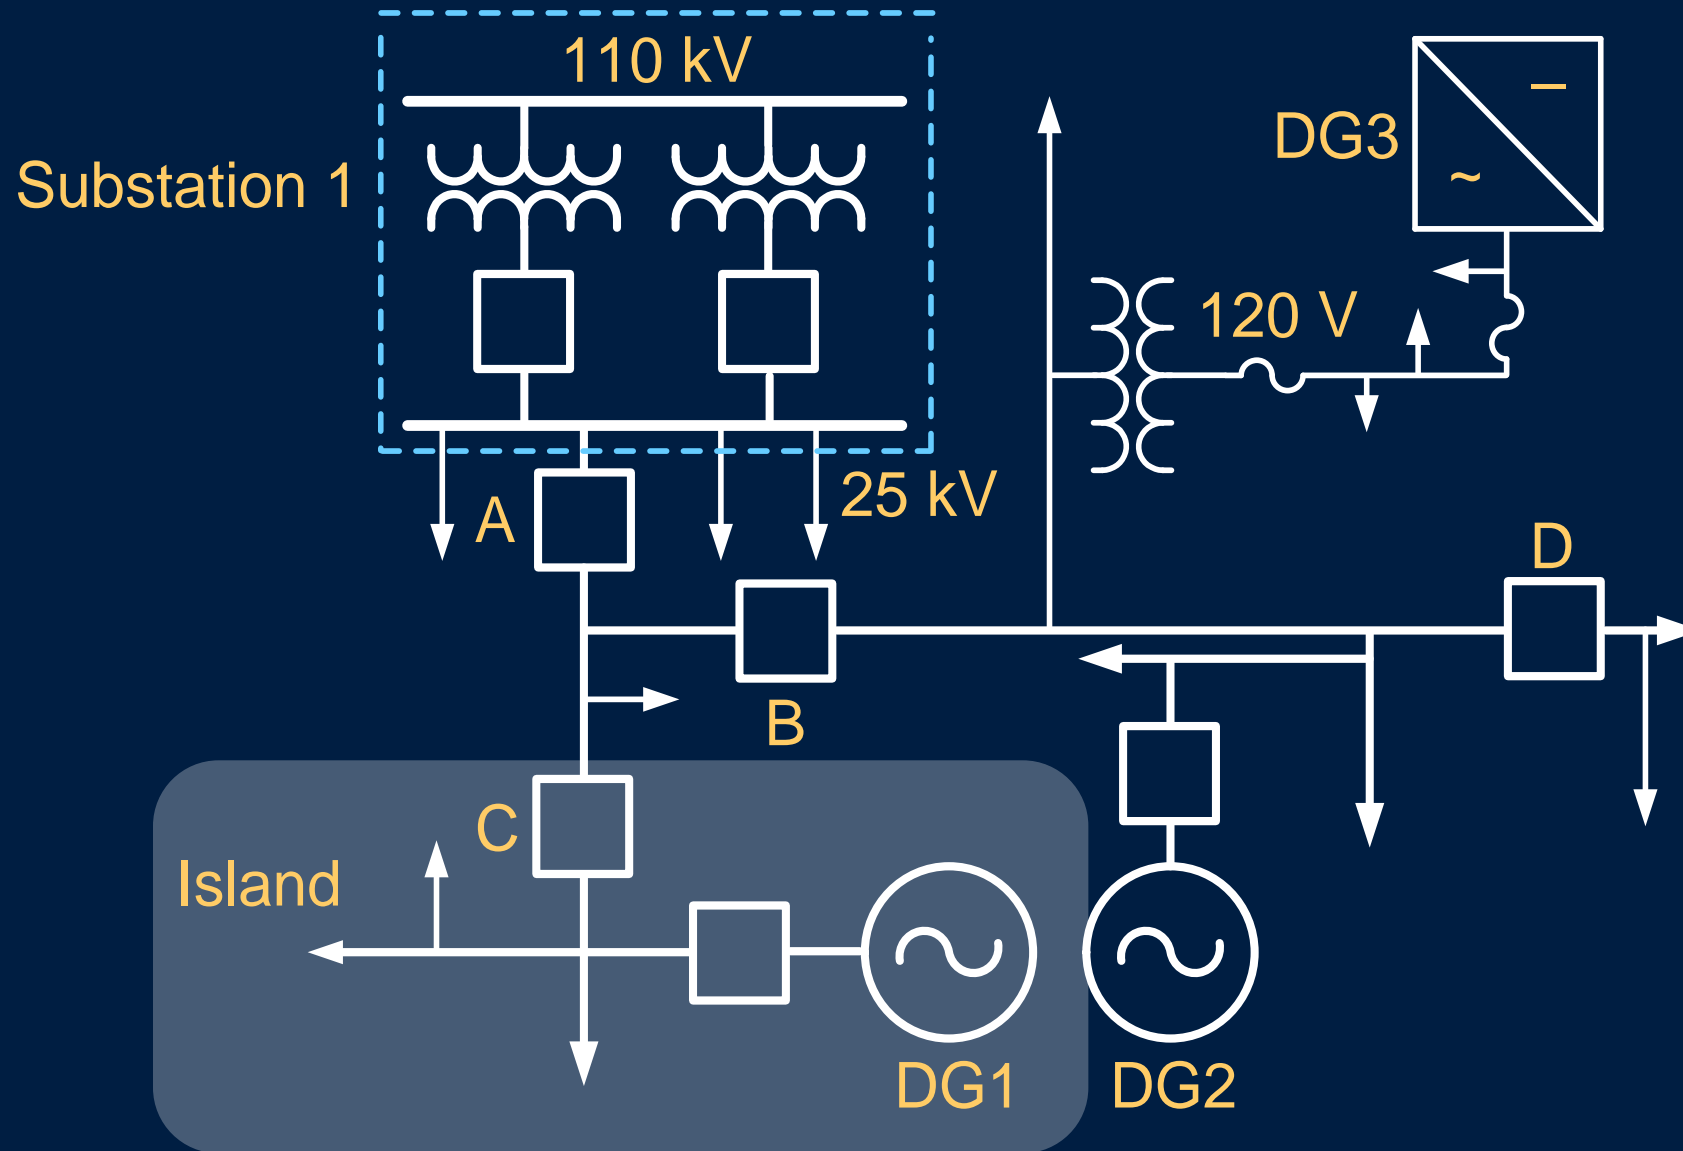 110 kV
Substation 1
DG3
–
~
120 V
25 kV
A
D
B
C
Island
DG1
DG2